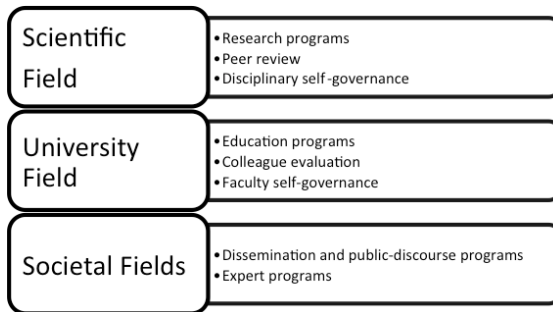 Scientific
Field
• Research programs
• Peer review
• Disciplinary self-governance
University
Field
• Education programs
• Colleague evaluation
• Faculty self-governance
Societal Fields
• Dissemination and public-discourse programs
• Expert programs